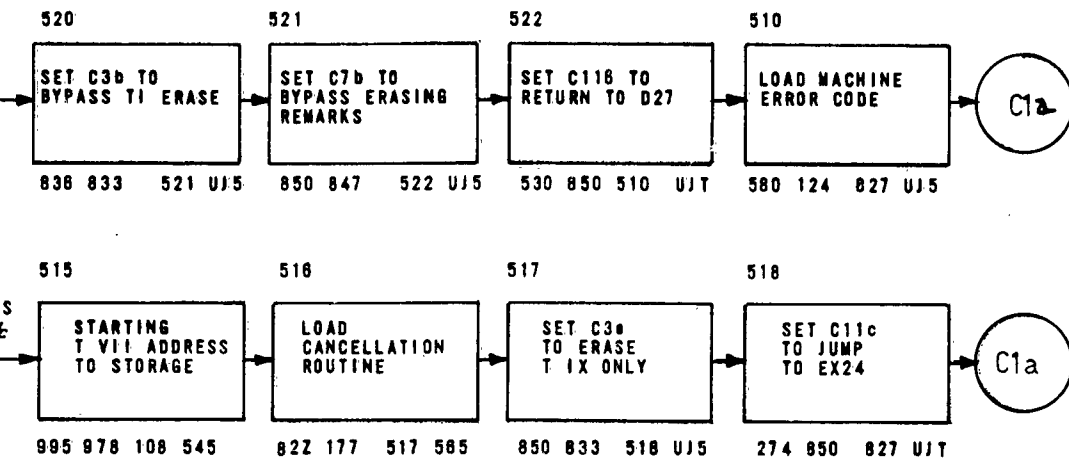 520 521 522 510
SET C3b TO
BYPASS TI ERASE
SET C7b TO
BYPASS ERASING
REMARKS
SET C116 TO
RETURN TO D27
LOAD MACHINE
ERROR CODE
C1a
836 833 521 UJ5
850 847 522 UJ5
530 850 510 UJT
580 124 827 UJ5
515 516 517 518
S
STARTING
T VII ADDRESS
TO STORAGE
LOAD
CANCELLATION
ROUTINE
SET C3a
TO ERASE
T IX ONLY
SET C11c
TO JUMP
TO EX24
C1a
995 978 108 545
82Z 177 517 565
850 833 518 UJ5
274 850 827 UJT